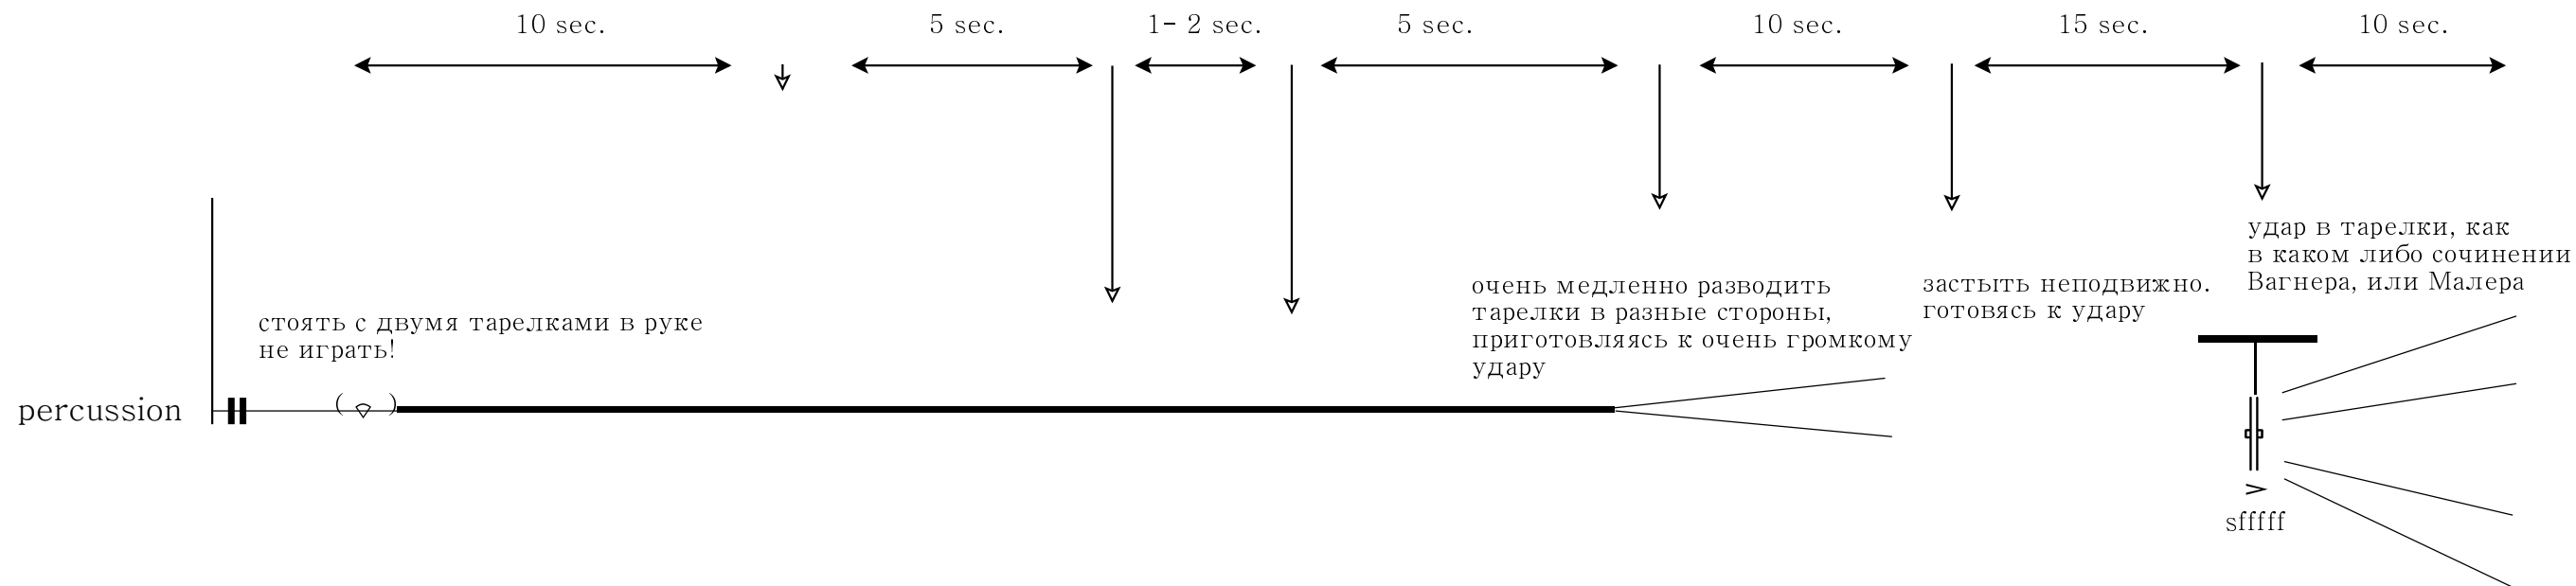 10 sec.
5 sec.
1- 2 sec.
5 sec.
10 sec.
15 sec.
10 sec.
стоять с двумя тарелками в руке
не играть!
очень медленно разводить
тарелки в разные стороны,
приготовляясь к очень громкому
удару
застыть неподвижно.
готовясь к удару
удар в тарелки, как
в каком либо сочинении
Вагнера, или Малера
percussion
( )
>
sfffff